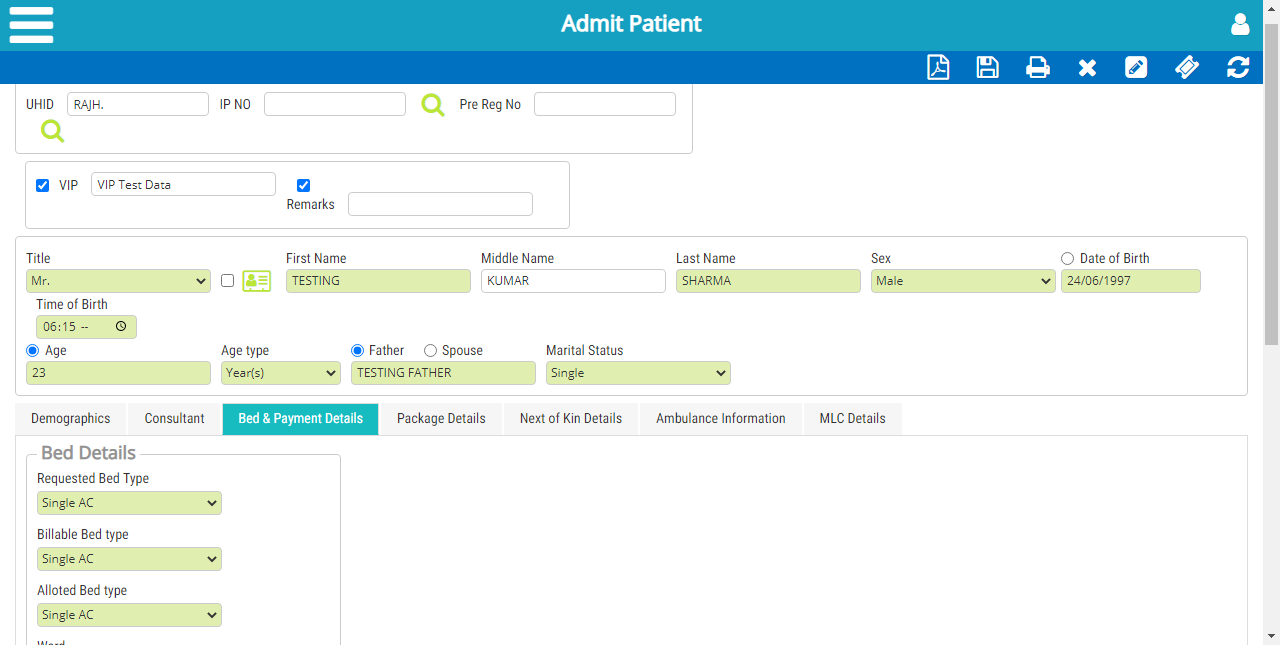 Admit Patient
UHID RAJH. IP NO Pre Reg No
VIP VIP Test Data
Remarks
Title First Name Middle Name Last Name Sex Date of Birth
Mr. TESTING KUMAR SHARMA Male 24/06/1997
Time of Birth
06:15 --
Age Age type Father Spouse Marital Status
23 Year(s) TESTING FATHER Single
Demographics Consultant Bed & Payment Details Package Details Next of Kin Details Ambulance Information MLC Details
Bed Details
Requested Bed Type
Single AC
Billable Bed type
Single AC
Alloted Bed type
Single AC
Ward